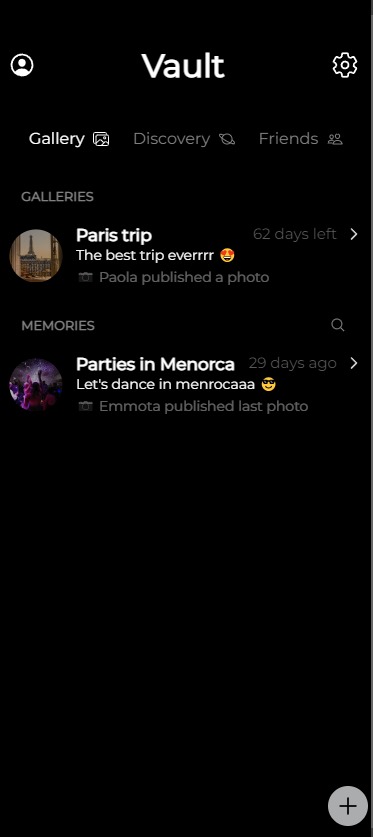 Vault
Gallery Discovery Friends
GALLERIES
Paris trip 62 days left
The best trip everrrr 😍
Paola published a photo
MEMORIES
Parties in Menorca 29 days ago
Let's dance in menrocaaa 😎
Emmota published last photo